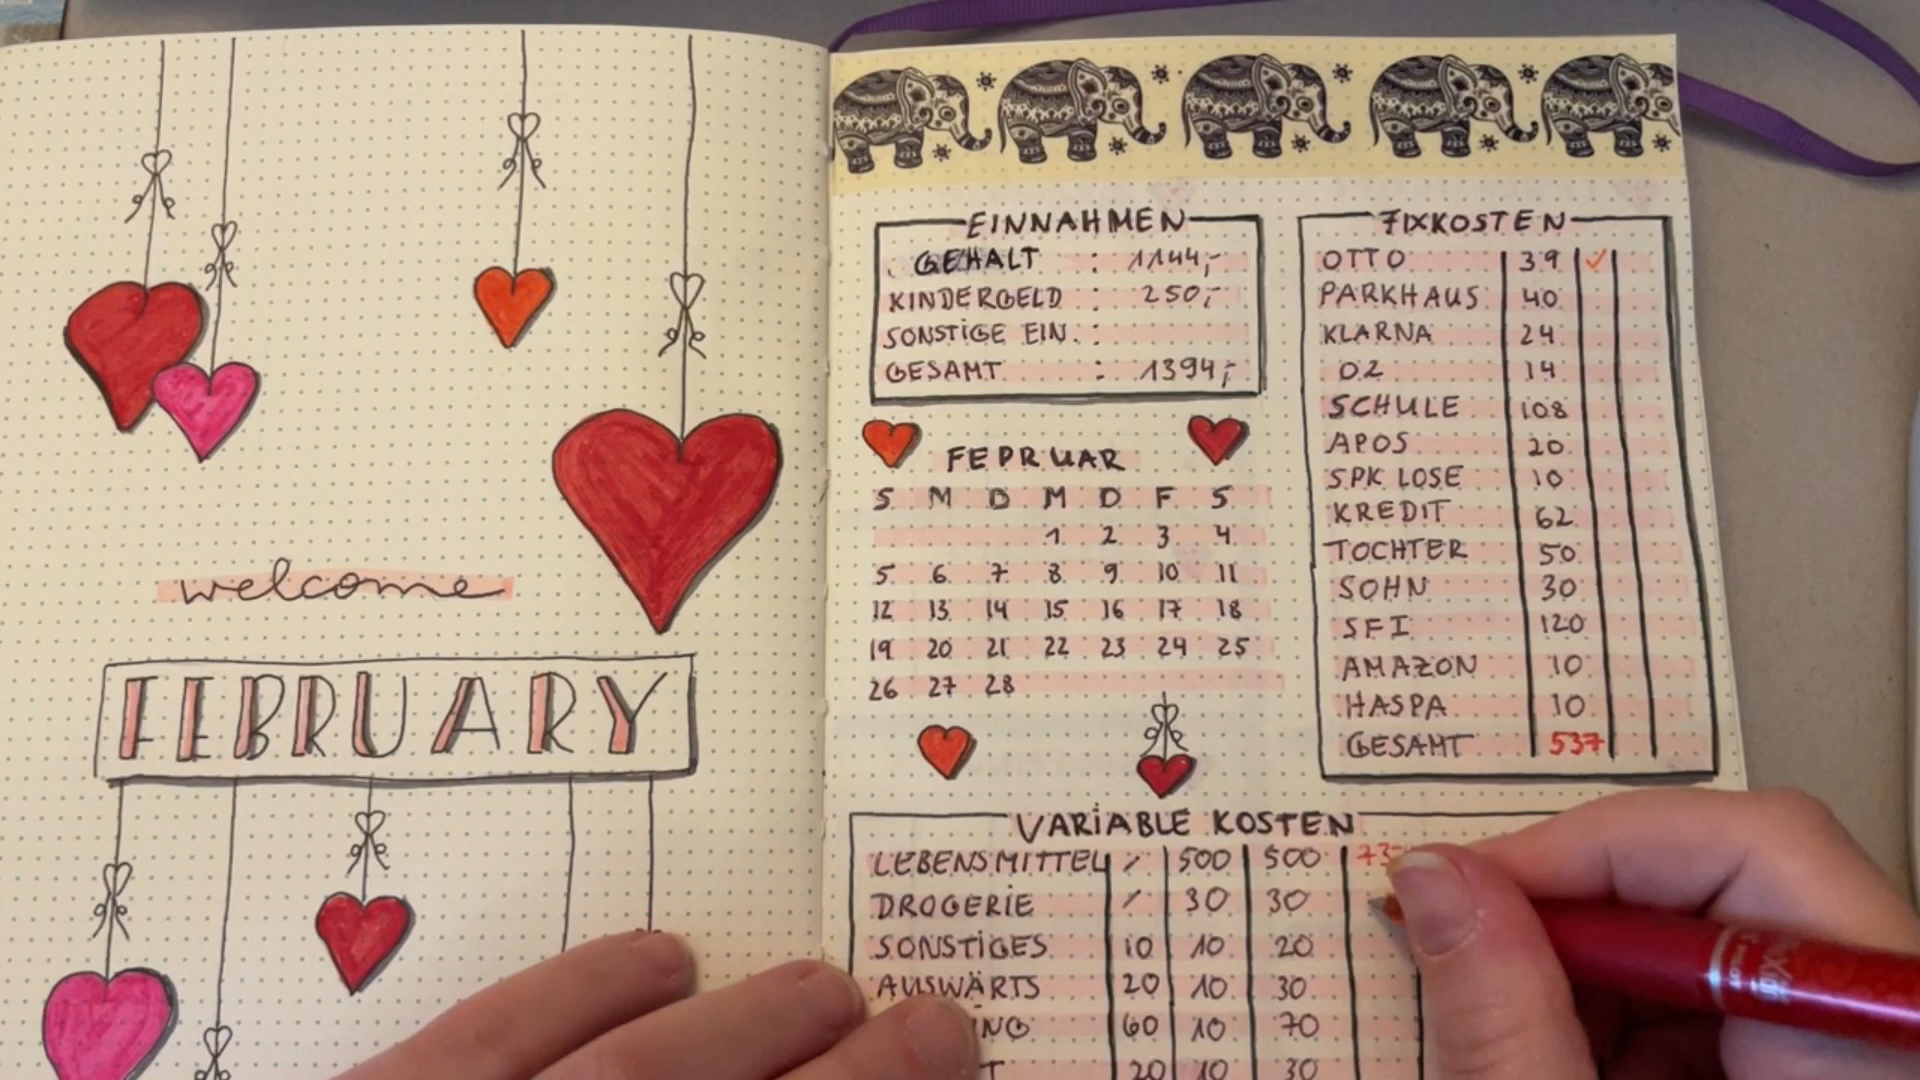 welcome
FEBRUARY
EINNAHMEN
GEHALT : 1144,-
KINDERGELD : 250,-
SONSTIGE EIN. :
GESAMT : 1394,-
FEPRUAR
S M D M D F S
1 2 3 4
5 6 7 8 9 10 11
12 13 14 15 16 17 18
19 20 21 22 23 24 25
26 27 28
FIXKOSTEN
OTTO 39 ✓
PARKHAUS 40
KLARNA 24
O2 14
SCHULE 108
APOS 20
SPK LOSE 10
KREDIT 62
TOCHTER 50
SOHN 30
SFI 120
AMAZON 10
HASPA 10
GESAMT 537
VARIABLE KOSTEN
LEBENSMITTEL / 500 500
DROGERIE / 30 30
SONSTIGES 10 10 20
AUSWÄRTS 20 10 30
60 10 70
20 10 30